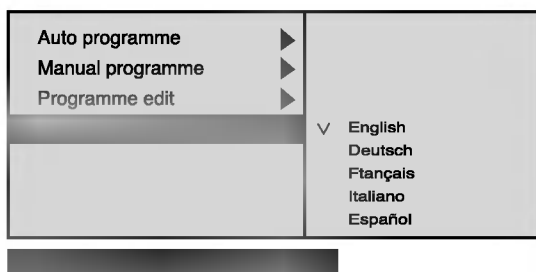 Auto programme
Manual programme
Programme edit
English
Deutsch
Ftançais
Italiano
Español